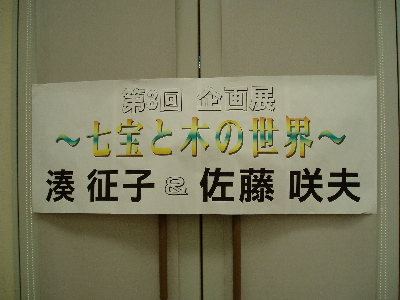 第3回 企画展
～七宝と木の世界～
湊 征子 & 佐藤 咲夫